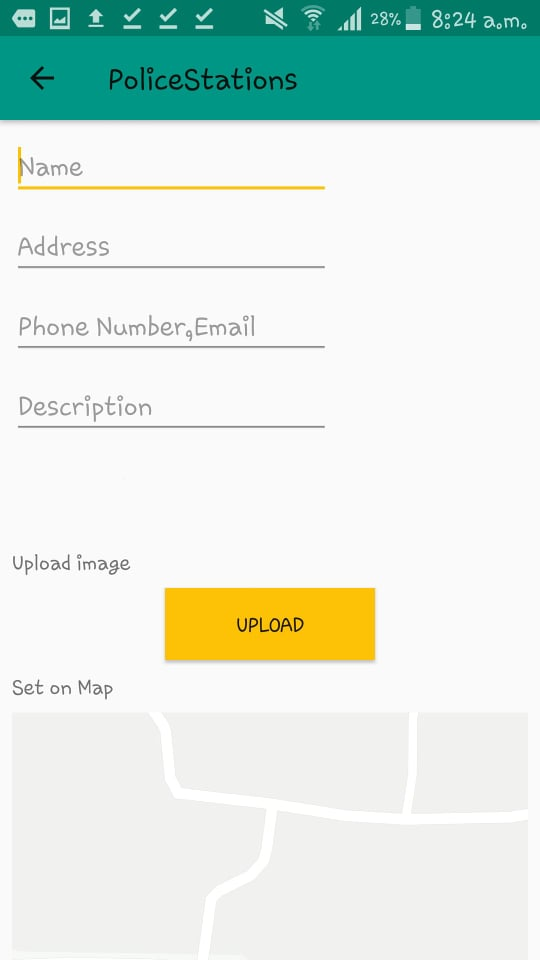 28% 8:24 a.m.
PoliceStations
Name
Address
Phone Number,Email
Description
Upload image
UPLOAD
Set on Map